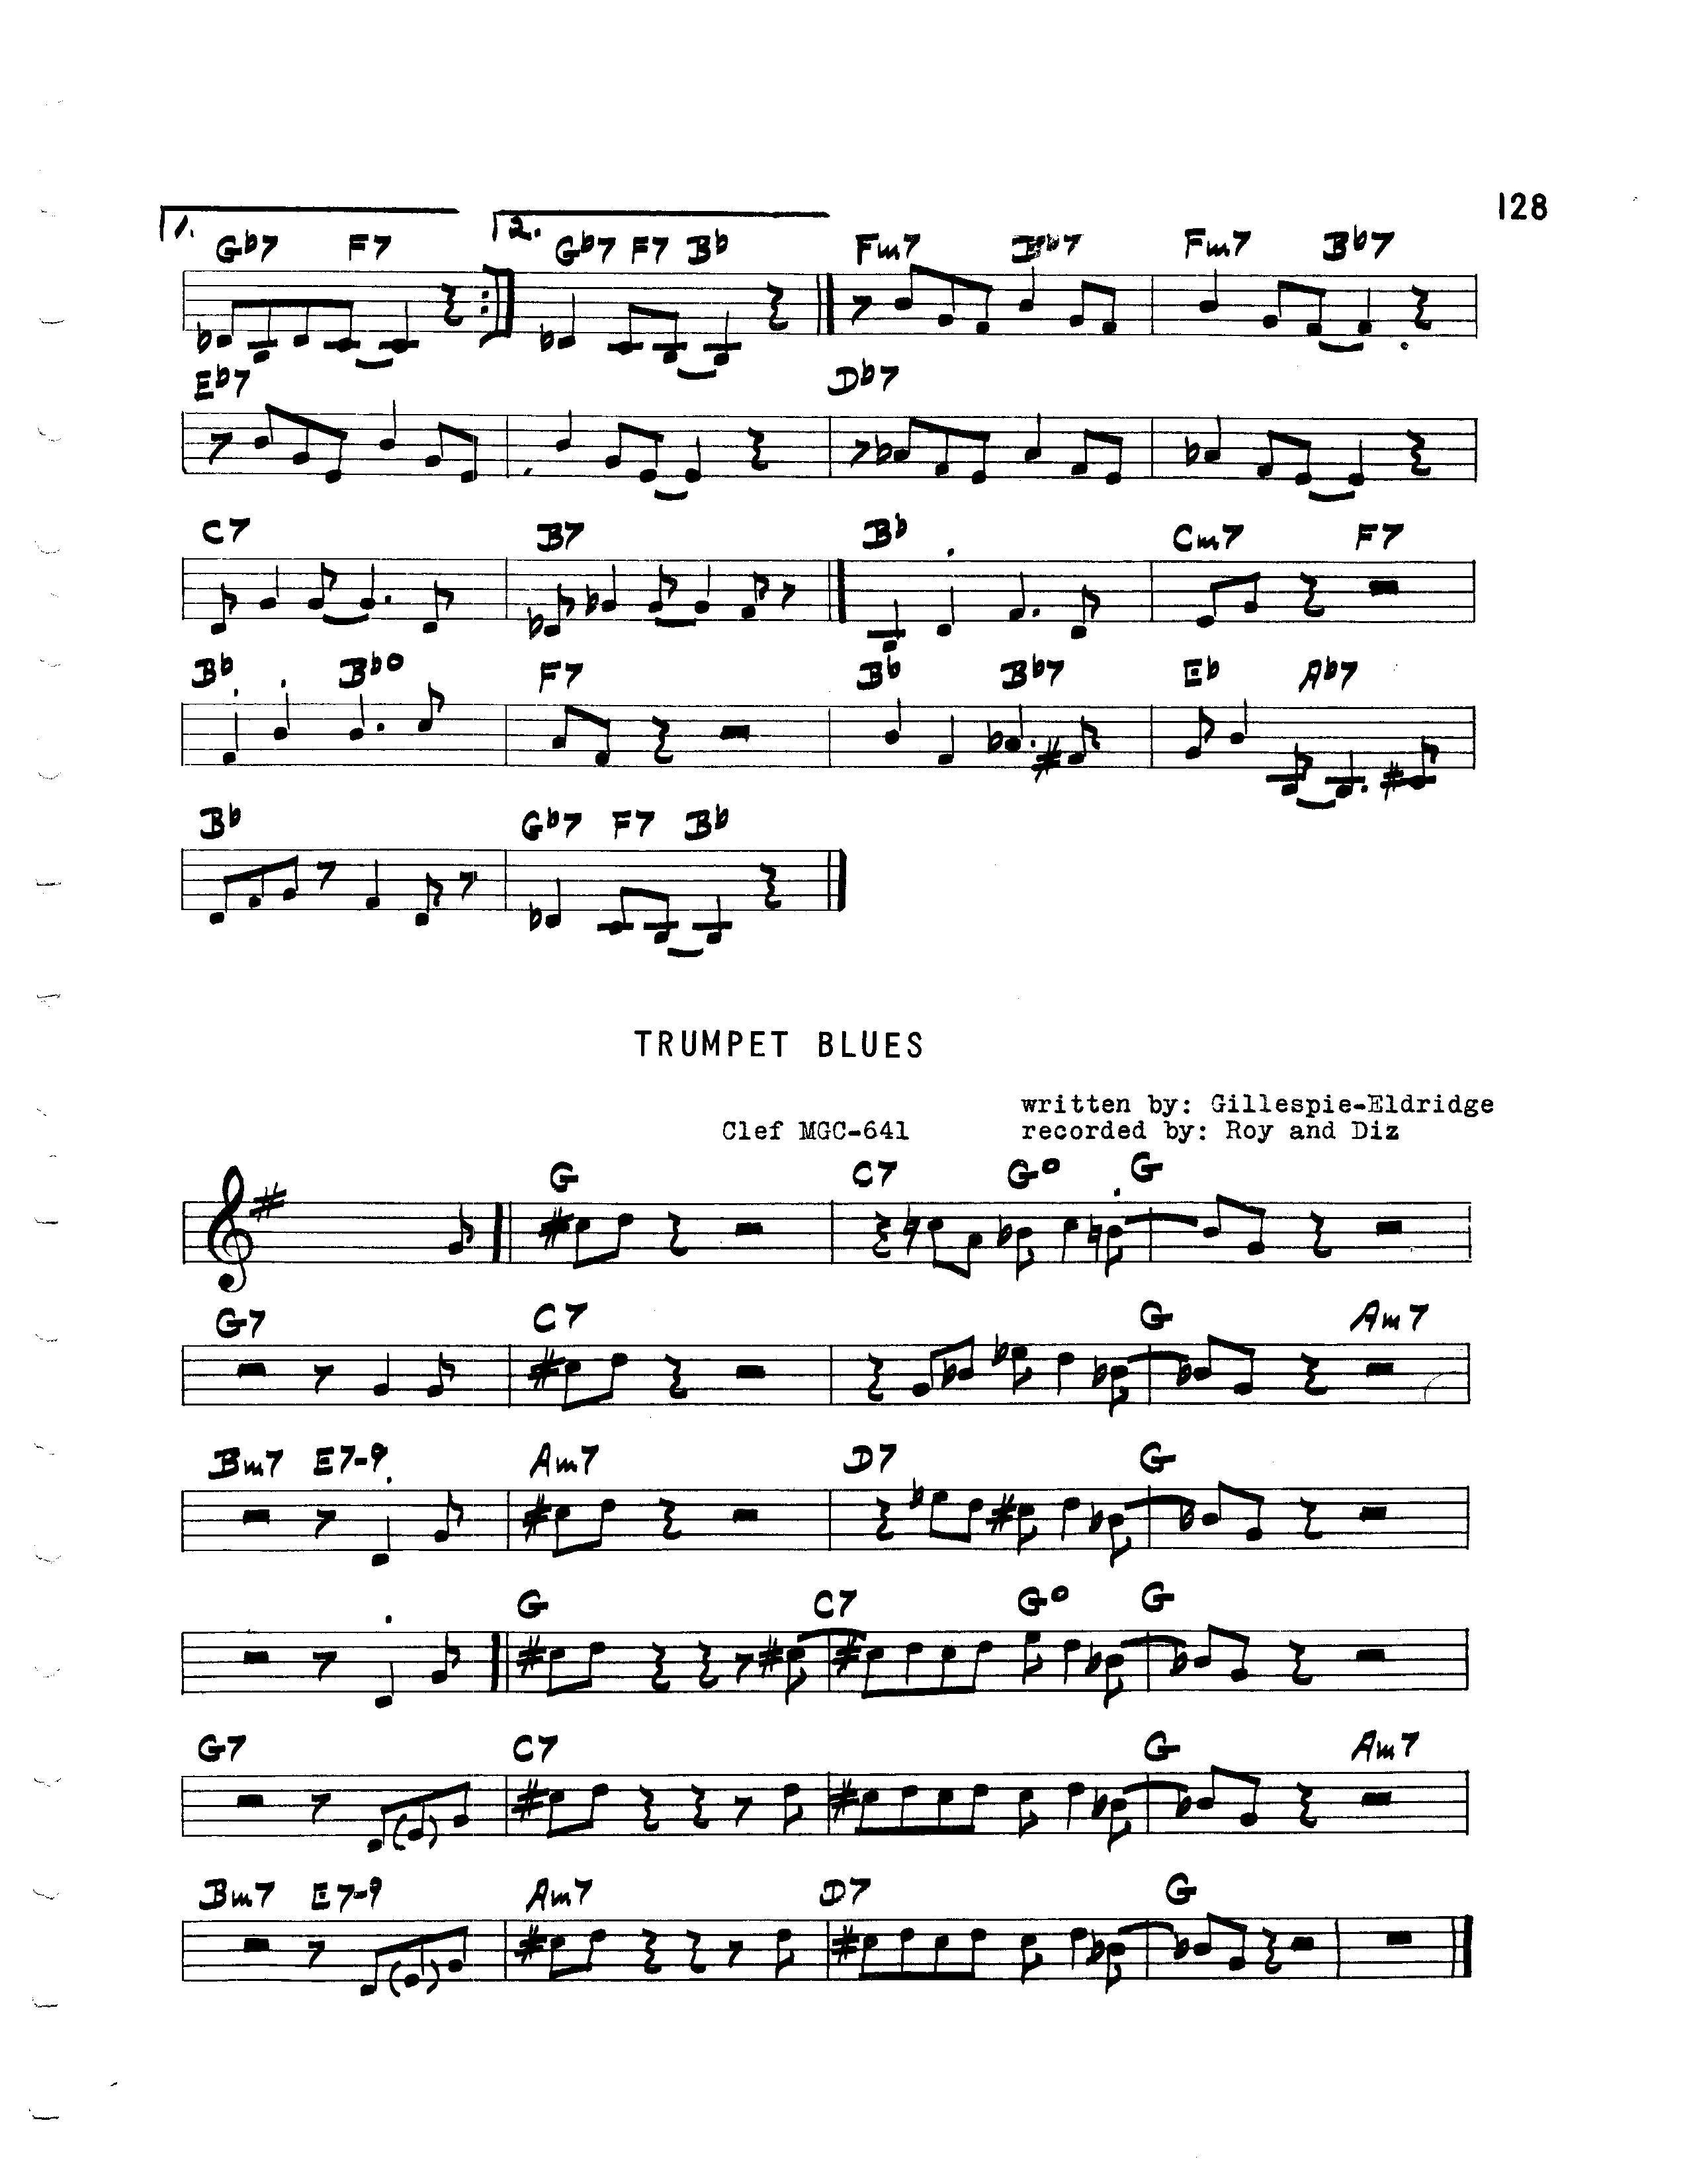 128
1. 2.
Gb7 F7 Gb7 F7 Bb Fm7 Bb7 Fm7 Bb7
Eb7 Db7
C7 B7 Bb Cm7 F7
Bb Bbo F7 Bb Bb7 Eb Ab7
Bb Gb7 F7 Bb
TRUMPET BLUES
written by: Gillespie-Eldridge
Clef MGC-641 recorded by: Roy and Diz
G C7 Go G
G7 C7 G Am7
Bm7 E7-9 Am7 D7 G
G C7 Go G
G7 C7 G Am7
Bm7 E7-9 Am7 D7 G